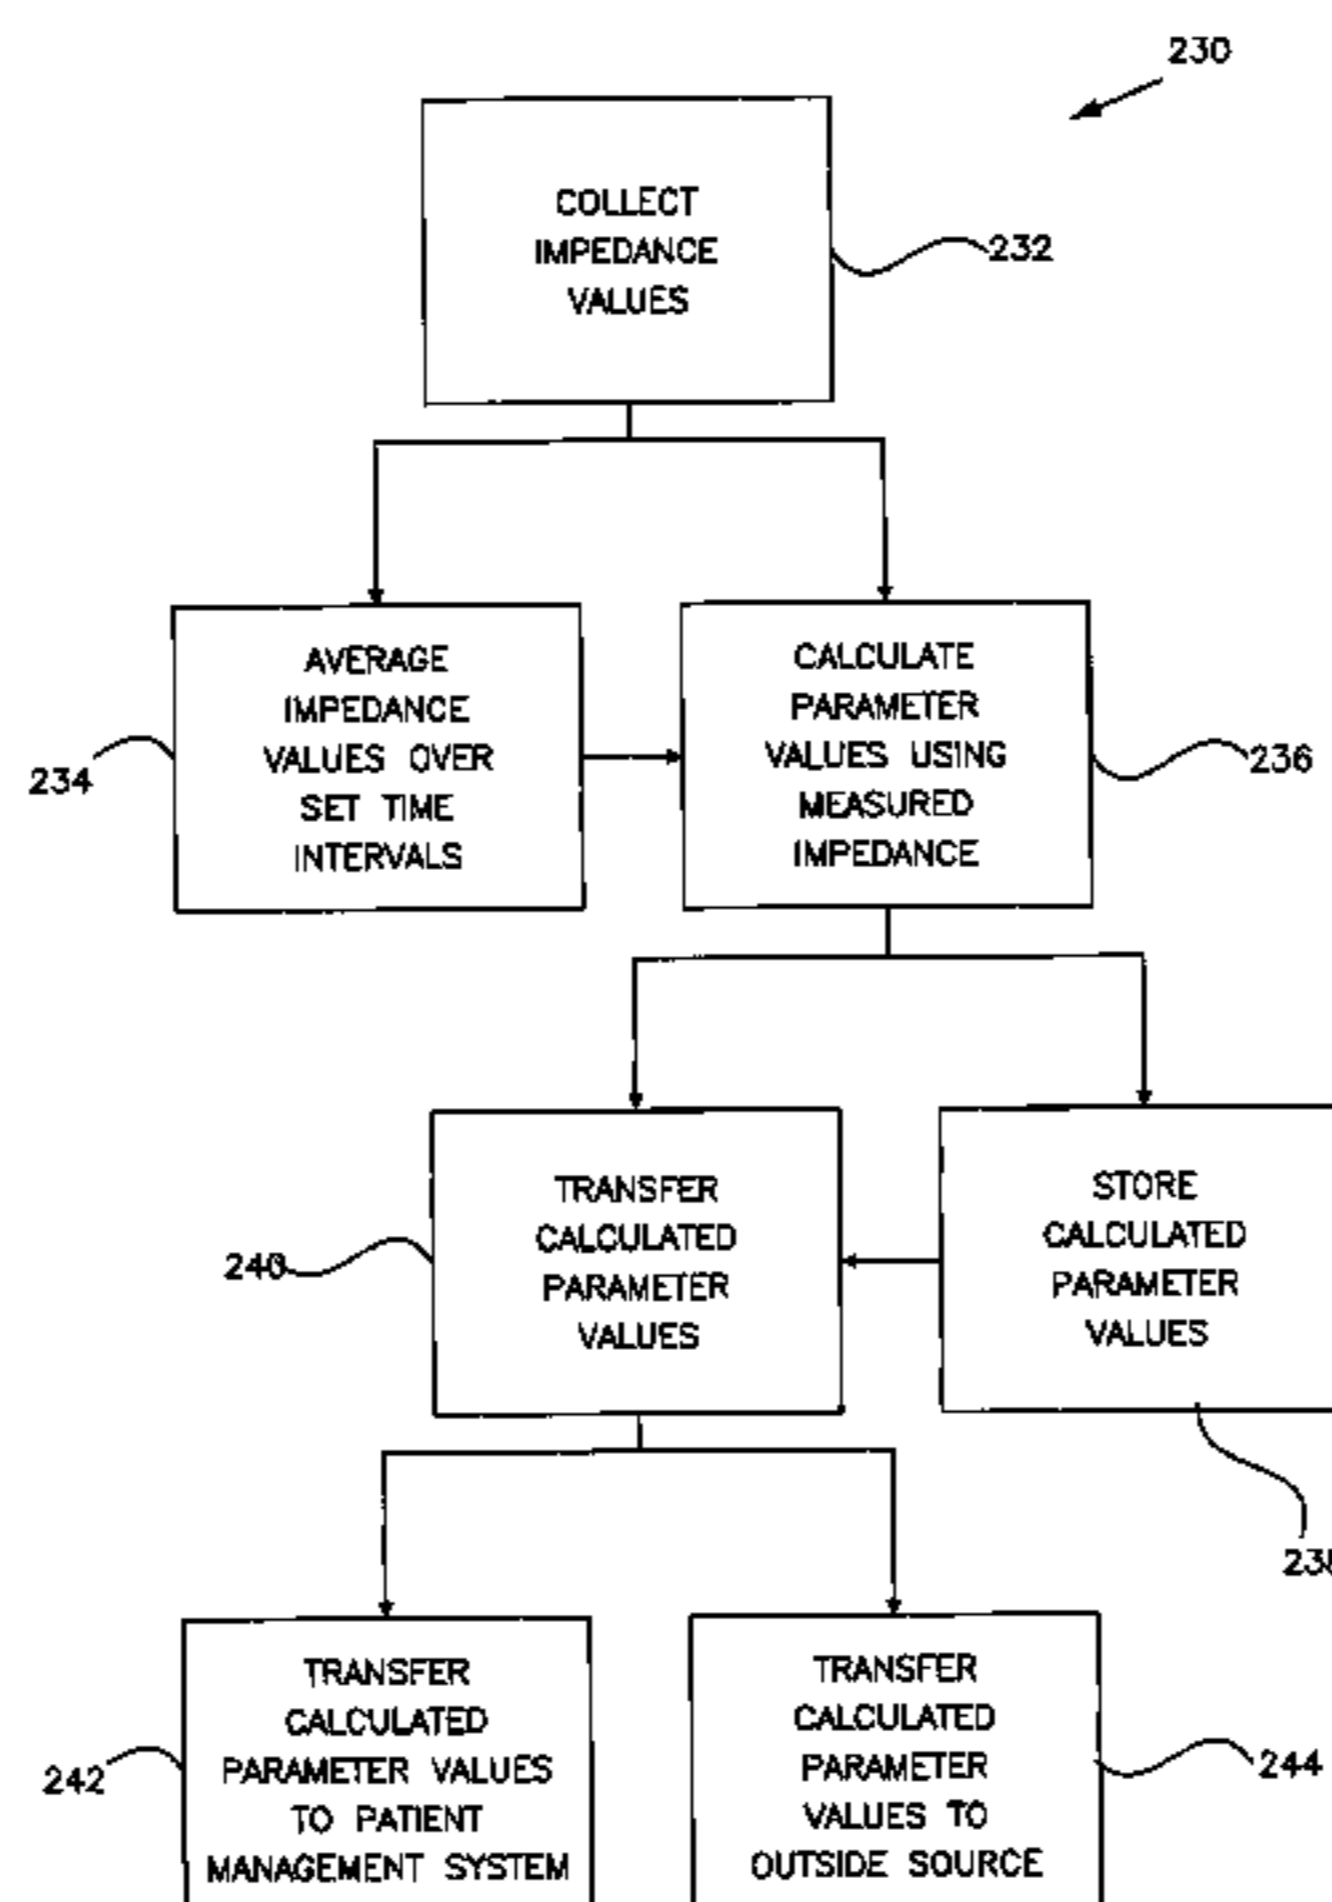 230
COLLECT
IMPEDANCE
VALUES
232
AVERAGE
IMPEDANCE
VALUES OVER
SET TIME
INTERVALS
234
CALCULATE
PARAMETER
VALUES USING
MEASURED
IMPEDANCE
236
TRANSFER
CALCULATED
PARAMETER
VALUES
240
STORE
CALCULATED
PARAMETER
VALUES
TRANSFER
CALCULATED
PARAMETER VALUES
TO PATIENT
MANAGEMENT SYSTEM
242
TRANSFER
CALCULATED
PARAMETER
VALUES TO
OUTSIDE SOURCE
244